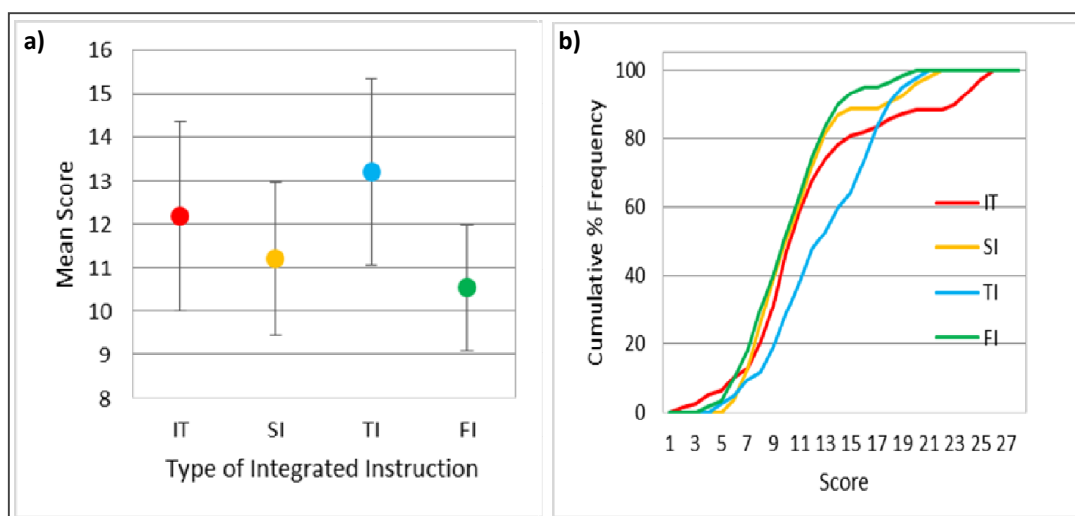 a)
16
15
14
13
12
11
10
9
8
Mean Score
IT SI TI FI
Type of Integrated Instruction
b)
100
80
60
40
20
0
Cumulative % Frequency
IT
SI
TI
FI
1 3 5 7 9 11 13 15 17 19 21 23 25 27
Score